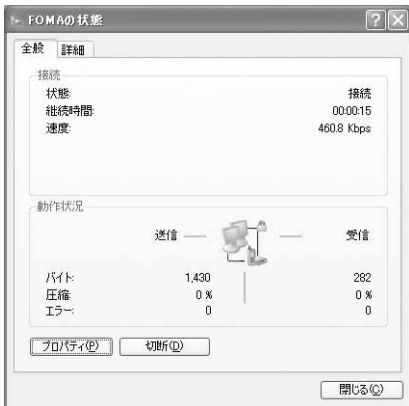 FOMAの状態
全般 詳細
接続
状態: 接続
継続時間: 00:00:15
速度: 460.8 Kbps
動作状況
送信 受信
バイト: 1,430 282
圧縮: 0 % 0 %
エラー: 0 0
プロパティ(P) 切断(D)
閉じる(C)